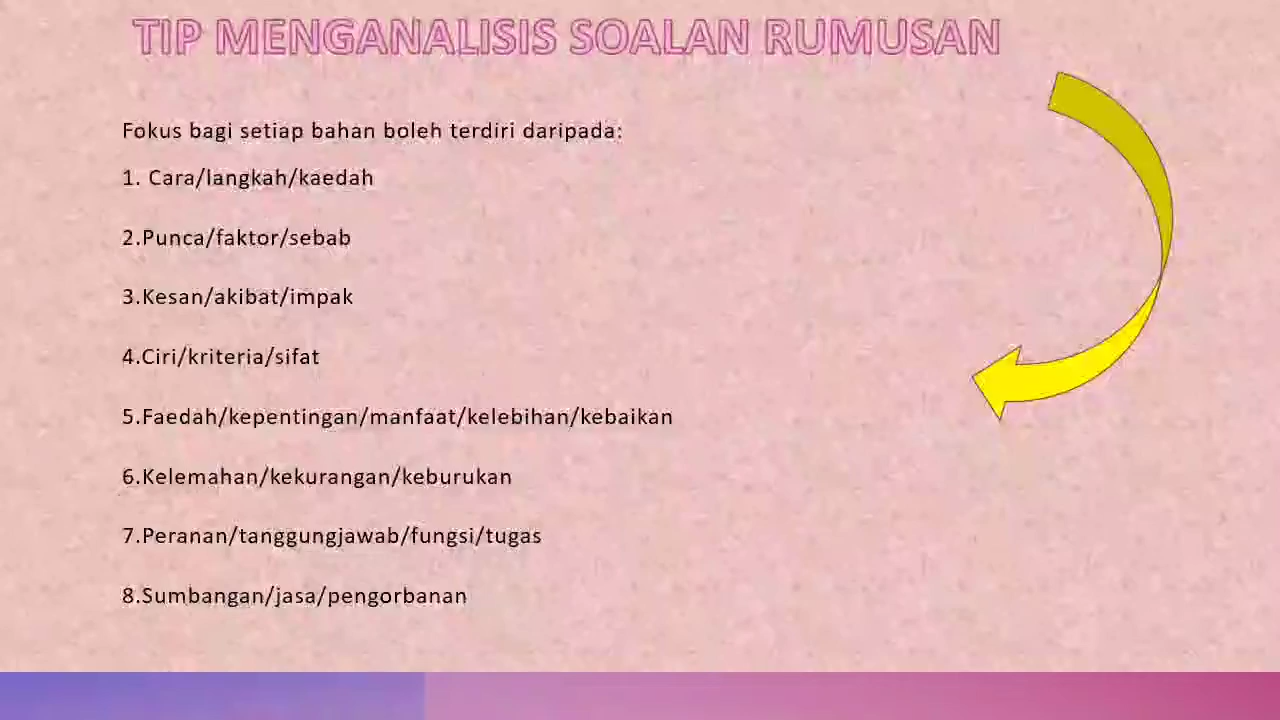 TIP MENGANALISIS SOALAN RUMUSAN
Fokus bagi setiap bahan boleh terdiri daripada:
1. Cara/langkah/kaedah
2.Punca/faktor/sebab
3.Kesan/akibat/impak
4.Ciri/kriteria/sifat
5.Faedah/kepentingan/manfaat/kelebihan/kebaikan
6.Kelemahan/kekurangan/keburukan
7.Peranan/tanggungjawab/fungsi/tugas
8.Sumbangan/jasa/pengorbanan